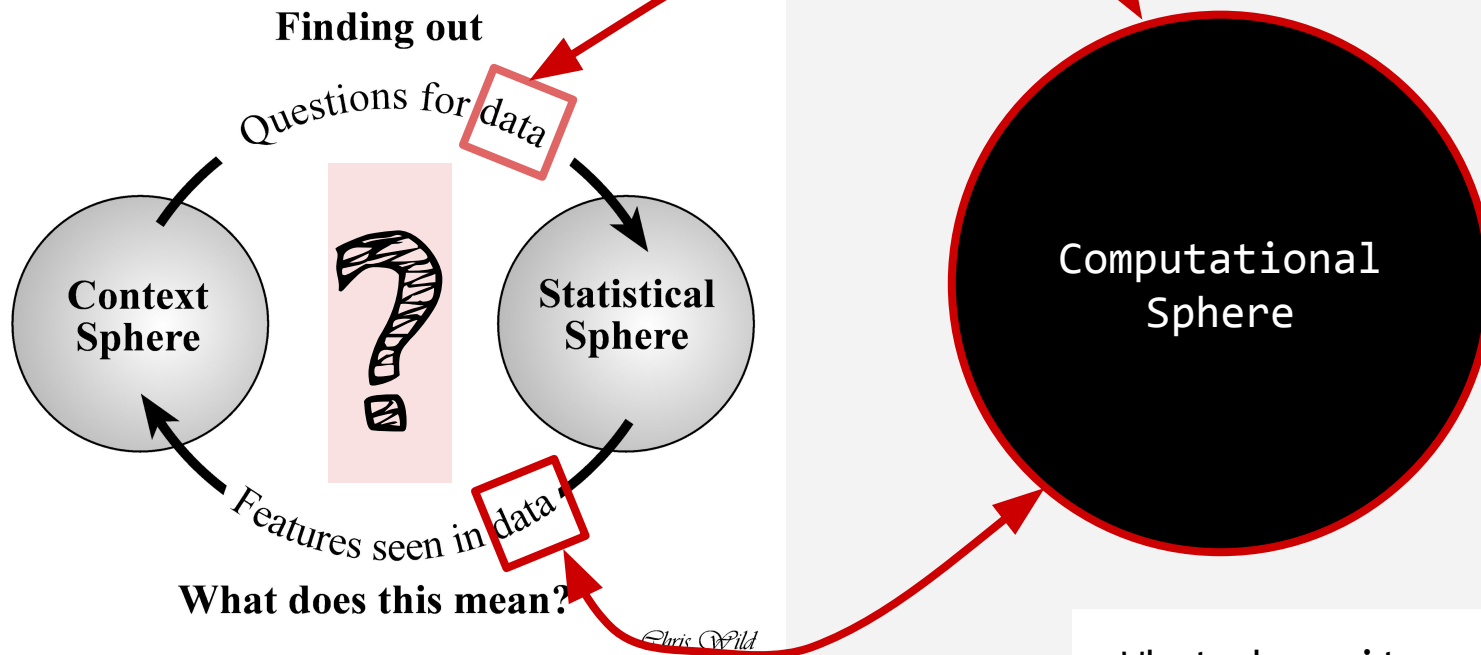 Finding out
Questions for data
Context
Sphere
?
Statistical
Sphere
Features seen in data
What does this mean?
Chris Wild
Computational
Sphere